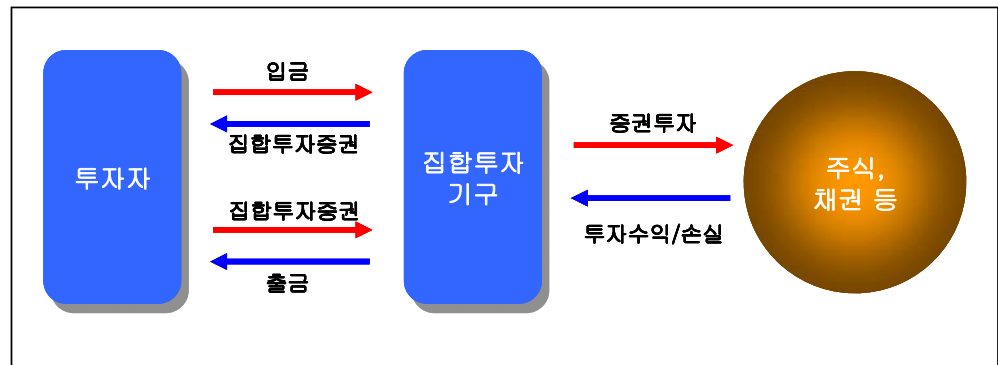 투자자
입금
집합투자증권
집합투자증권
출금
집합투자
기구
증권투자
투자수익/손실
주식,
채권 등